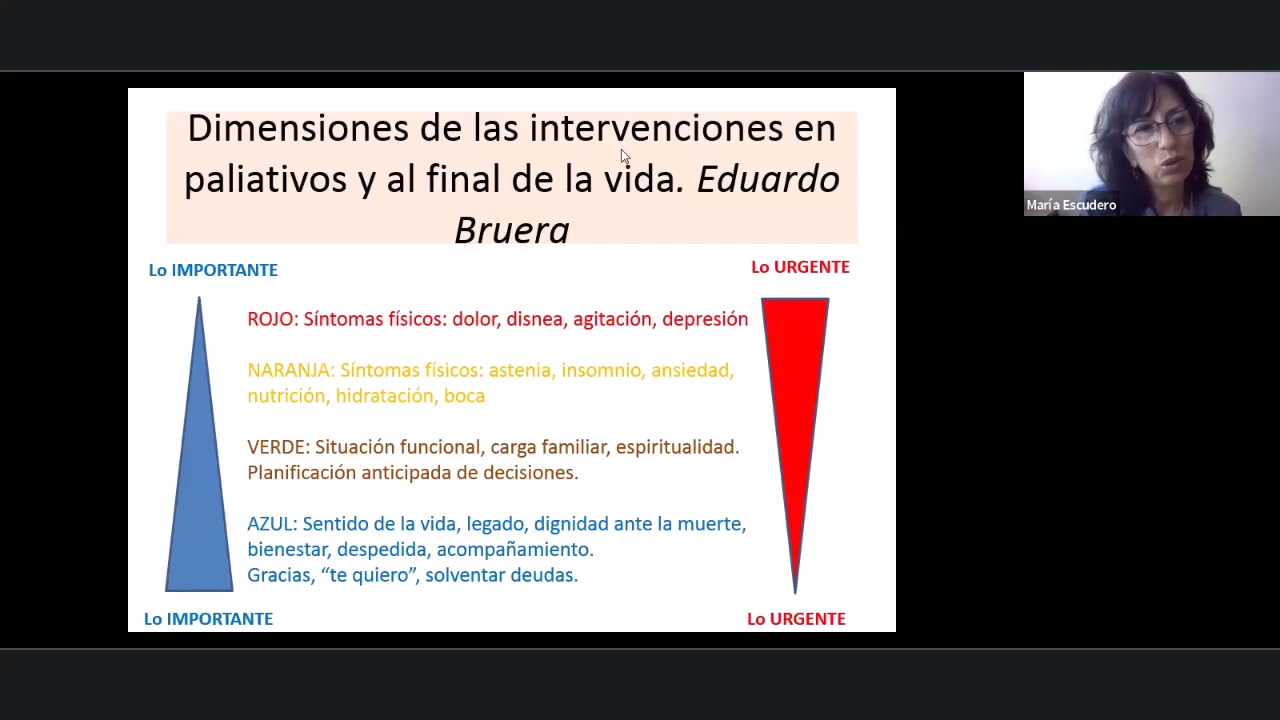 Dimensiones de las intervenciones en
paliativos y al final de la vida. Eduardo
Bruera
Lo IMPORTANTE
Lo URGENTE
ROJO: Síntomas físicos: dolor, disnea, agitación, depresión
NARANJA: Síntomas físicos: astenia, insomnio, ansiedad,
nutrición, hidratación, boca
VERDE: Situación funcional, carga familiar, espiritualidad.
Planificación anticipada de decisiones.
AZUL: Sentido de la vida, legado, dignidad ante la muerte,
bienestar, despedida, acompañamiento.
Gracias, “te quiero”, solventar deudas.
Lo IMPORTANTE
Lo URGENTE
María Escudero